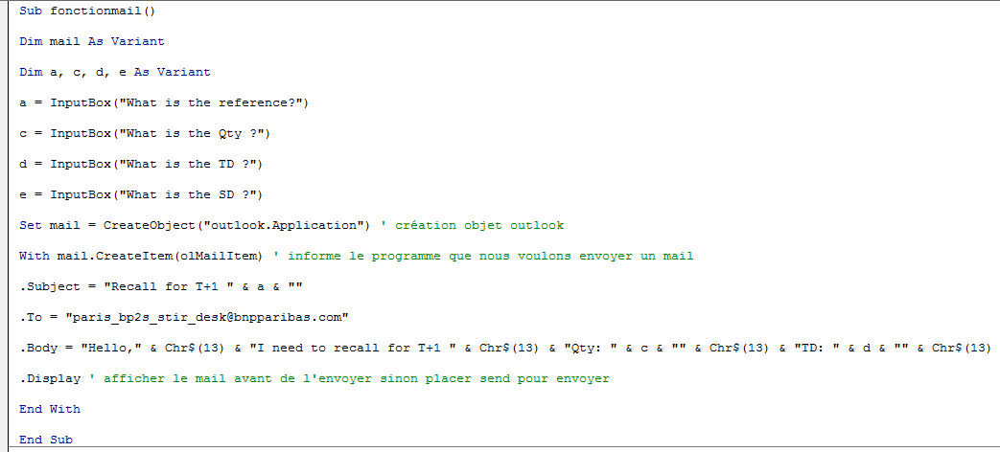 Sub fonctionmail()
Dim mail As Variant
Dim a, c, d, e As Variant
a = InputBox("What is the reference?")
c = InputBox("What is the Qty ?")
d = InputBox("What is the TD ?")
e = InputBox("What is the SD ?")
Set mail = CreateObject("outlook.Application") ' création objet outlook
With mail.CreateItem(olMailItem) ' informe le programme que nous voulons envoyer un mail
.Subject = "Recall for T+1 " & a & ""
.To = "paris_bp2s_stir_desk@bnpparibas.com"
.Body = "Hello," & Chr$(13) & "I need to recall for T+1 " & Chr$(13) & "Qty: " & c & "" & Chr$(13) & "TD: " & d & "" & Chr$(13)
.Display ' afficher le mail avant de l'envoyer sinon placer send pour envoyer
End With
End Sub